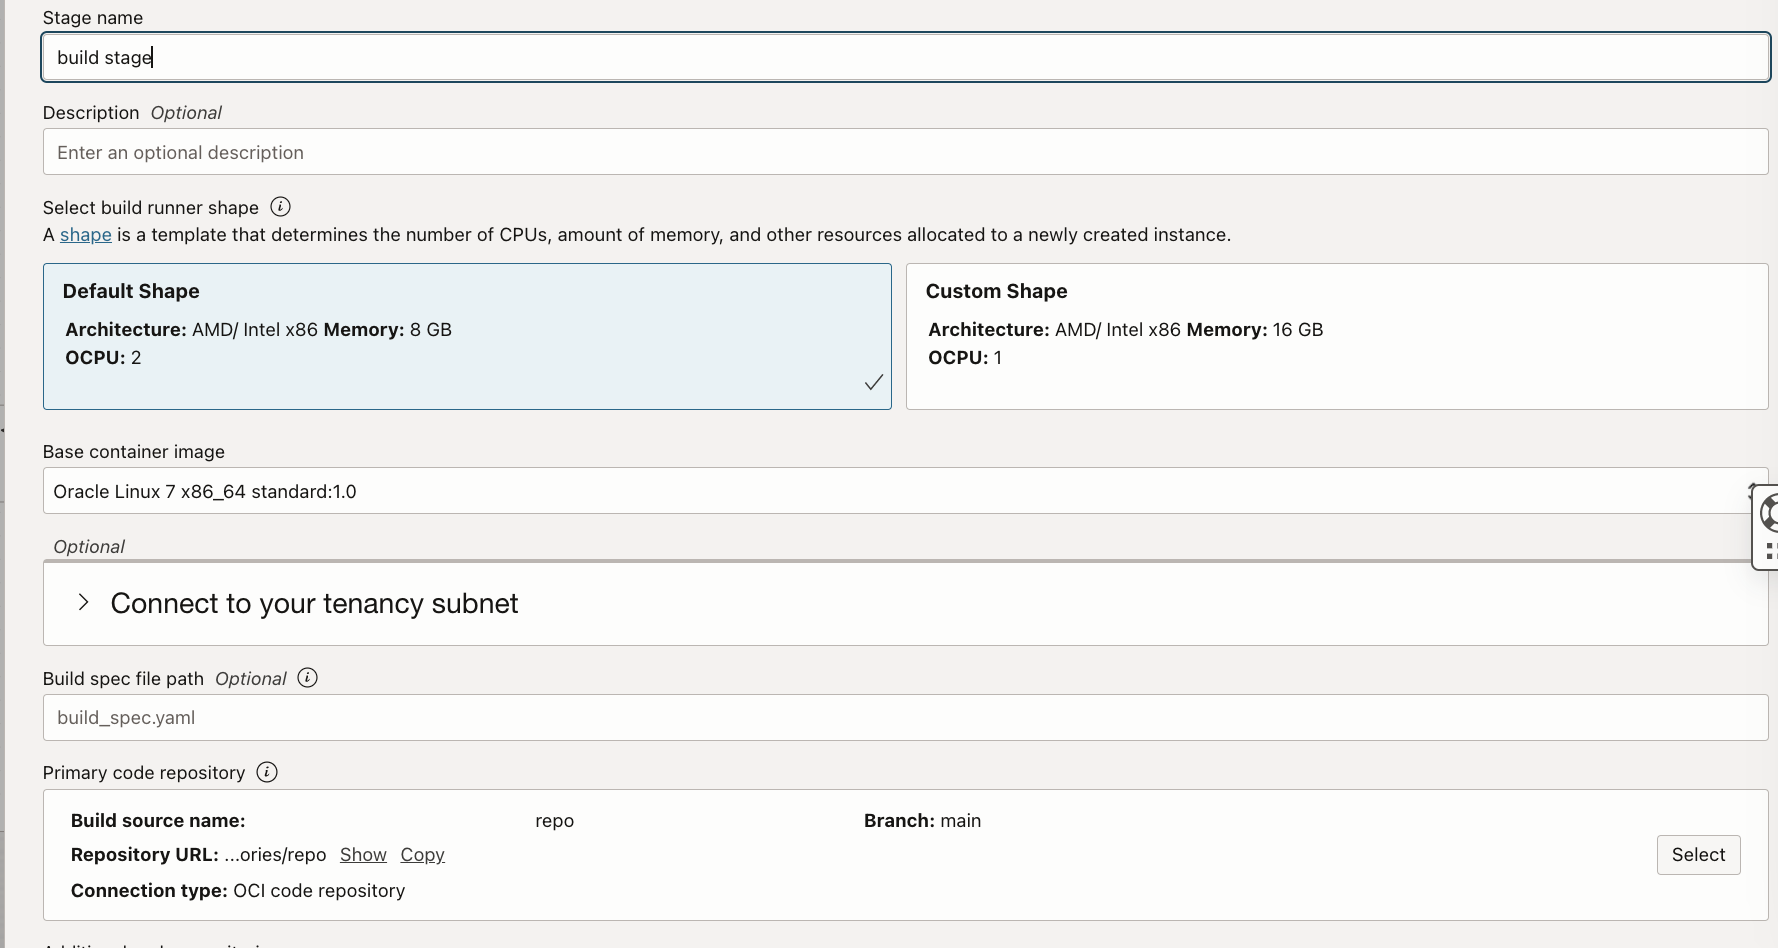 Stage name
build stage
Description Optional
Enter an optional description
Select build runner shape
A shape is a template that determines the number of CPUs, amount of memory, and other resources allocated to a newly created instance.
Default Shape
Architecture: AMD/ Intel x86 Memory: 8 GB
OCPU: 2
Custom Shape
Architecture: AMD/ Intel x86 Memory: 16 GB
OCPU: 1
Base container image
Oracle Linux 7 x86_64 standard:1.0
Optional
Connect to your tenancy subnet
Build spec file path Optional
build_spec.yaml
Primary code repository
Build source name: repo Branch: main
Repository URL: ...ories/repo Show Copy
Select
Connection type: OCI code repository